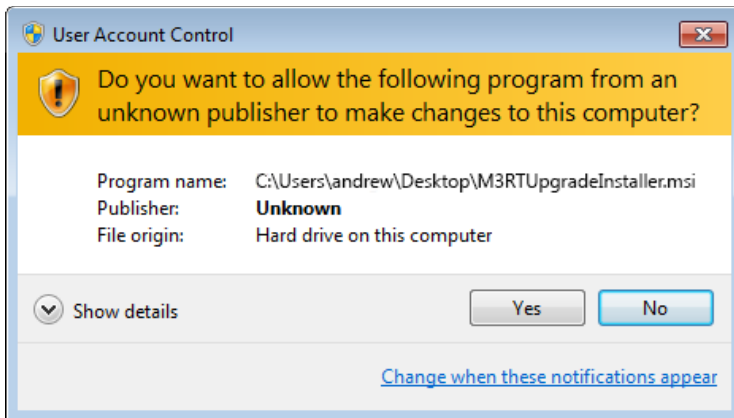 User Account Control
Do you want to allow the following program from an
unknown publisher to make changes to this computer?
Program name: C:\Users\andrew\Desktop\M3RTUpgradeInstaller.msi
Publisher: Unknown
File origin: Hard drive on this computer
Show details Yes No
Change when these notifications appear